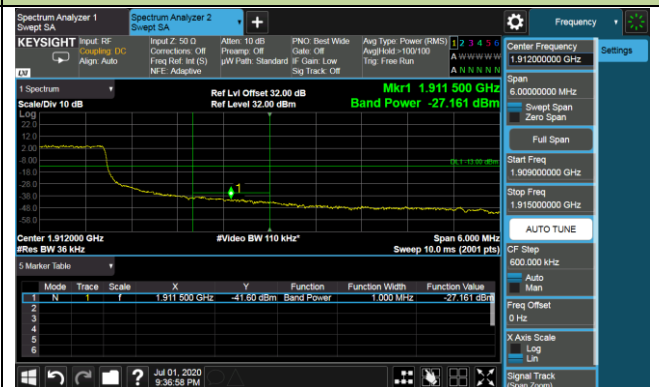 Spectrum Analyzer 1
Swept SA
Spectrum Analyzer 2
Swept SA
+
Frequency
KEYSIGHT
Input: RF
Coupling: DC
Align: Auto
Input Z: 50 Ω
Corrections: Off
Freq Ref: Int (S)
NFE: Adaptive
Atten: 10 dB
Preamp: Off
µW Path: Standard
PNO: Best Wide
Gate: Off
IF Gain: Low
Sig Track: Off
Avg Type: Power (RMS)
Avg|Hold:>100/100
Trig: Free Run
1 2 3 4 5 6
A W W W W W
A N N N N N
LXI
1 Spectrum
Scale/Div 10 dB
Ref Lvl Offset 32.00 dB
Ref Level 32.00 dBm
Mkr1 1.911 500 GHz
Band Power -27.161 dBm
Log
22.0
12.0
2.00
-8.00
-18.0
-28.0
-38.0
-48.0
-58.0
DL1 -13.00 dBm
1
Center 1.912000 GHz
#Res BW 36 kHz
#Video BW 110 kHz*
Span 6.000 MHz
Sweep 10.0 ms (2001 pts)
5 Marker Table
Mode Trace Scale X Y Function Function Width Function Value
1 N 1 f 1.911 500 GHz -41.60 dBm Band Power 1.000 MHz -27.161 dBm
2
3
4
5
6
Jul 01, 2020
9:36:58 PM
Center Frequency
1.912000000 GHz
Settings
Span
6.00000000 MHz
Swept Span
Zero Span
Full Span
Start Freq
1.909000000 GHz
Stop Freq
1.915000000 GHz
AUTO TUNE
CF Step
600.000 kHz
Auto
Man
Freq Offset
0 Hz
X Axis Scale
Log
Lin
Signal Track
(Span Zoom)